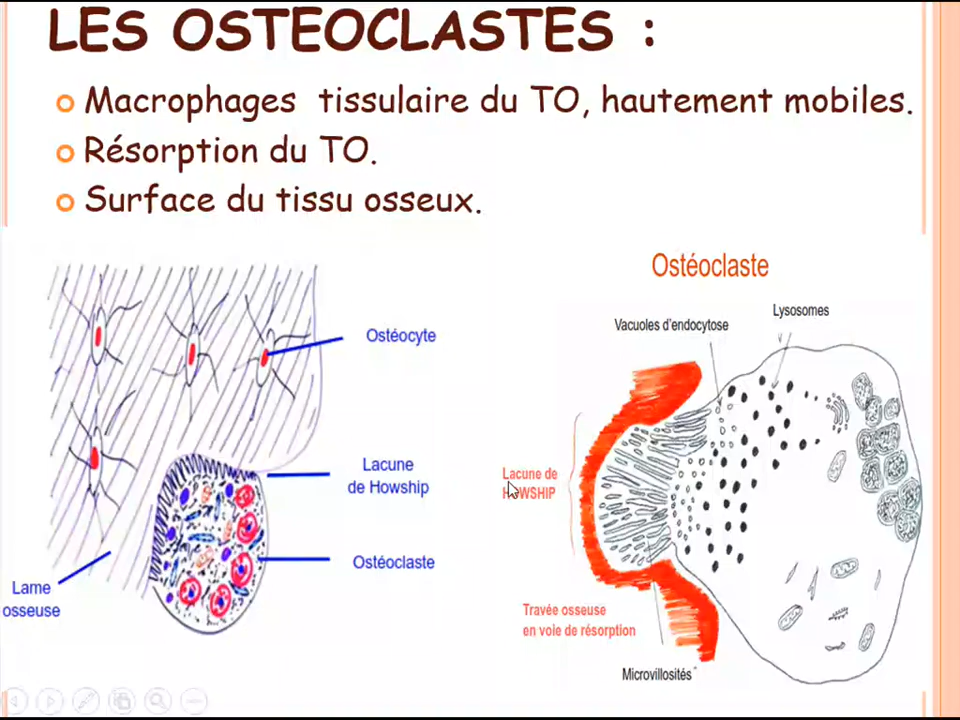 LES OSTEOCLASTES :
Macrophages tissulaire du TO, hautement mobiles.
Résorption du TO.
Surface du tissu osseux.
Ostéocyte
Lacune
de Howship
Ostéoclaste
Lame
osseuse
Ostéoclaste
Vacuoles d'endocytose
Lysosomes
Lacune de
HOWSHIP
Travée osseuse
en voie de résorption
Microvillosités